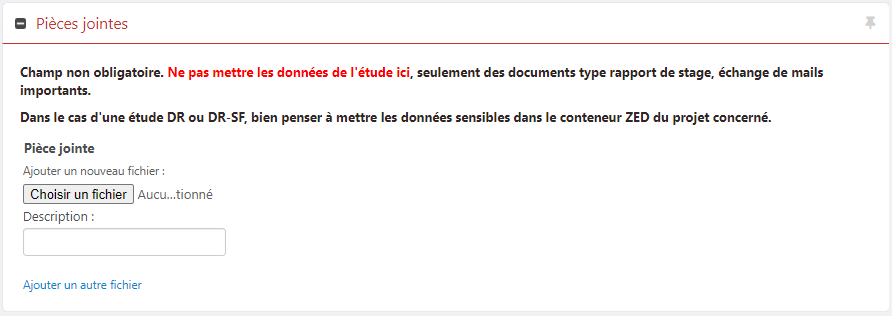 Pièces jointes
Champ non obligatoire. Ne pas mettre les données de l'étude ici, seulement des documents type rapport de stage, échange de mails
importants.
Dans le cas d'une étude DR ou DR-SF, bien penser à mettre les données sensibles dans le conteneur ZED du projet concerné.
Pièce jointe
Ajouter un nouveau fichier :
Choisir un fichier Aucu...tionné
Description :
Ajouter un autre fichier